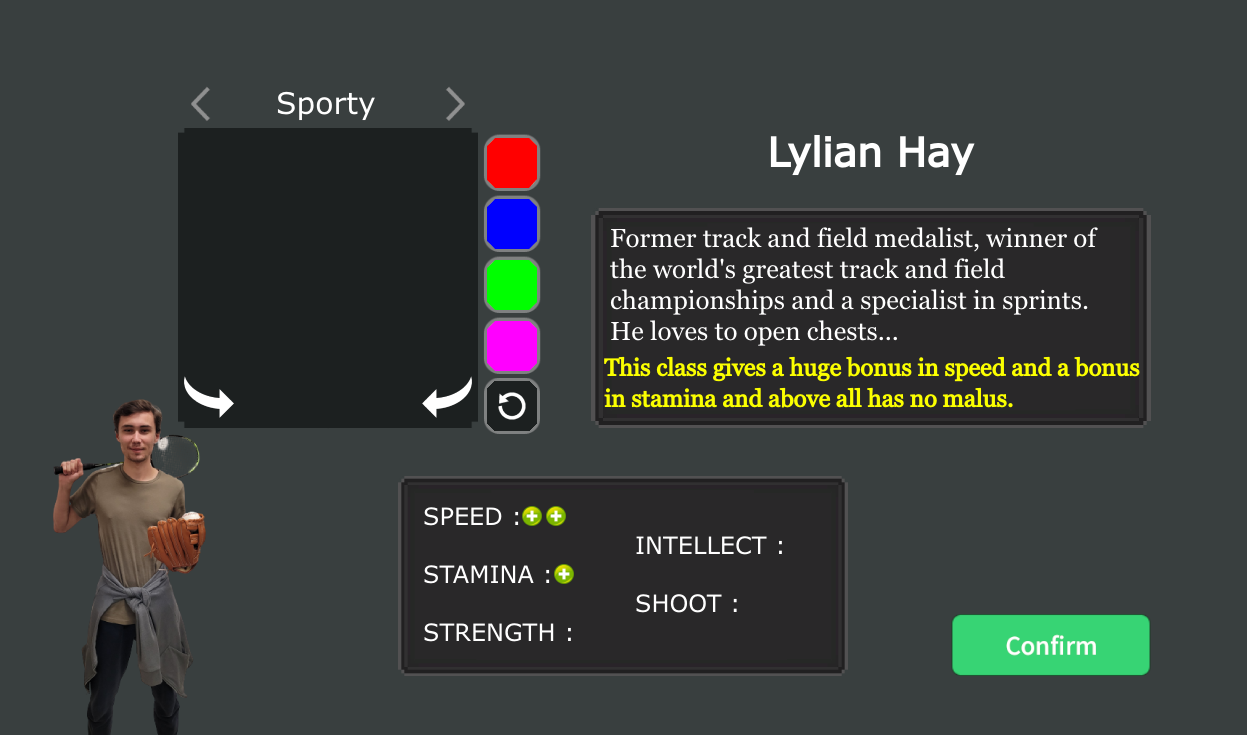 Sporty
Lylian Hay
Former track and field medalist, winner of
the world's greatest track and field
championships and a specialist in sprints.
He loves to open chests...
This class gives a huge bonus in speed and a bonus
in stamina and above all has no malus.
SPEED :
STAMINA :
STRENGTH :
INTELLECT :
SHOOT :
Confirm